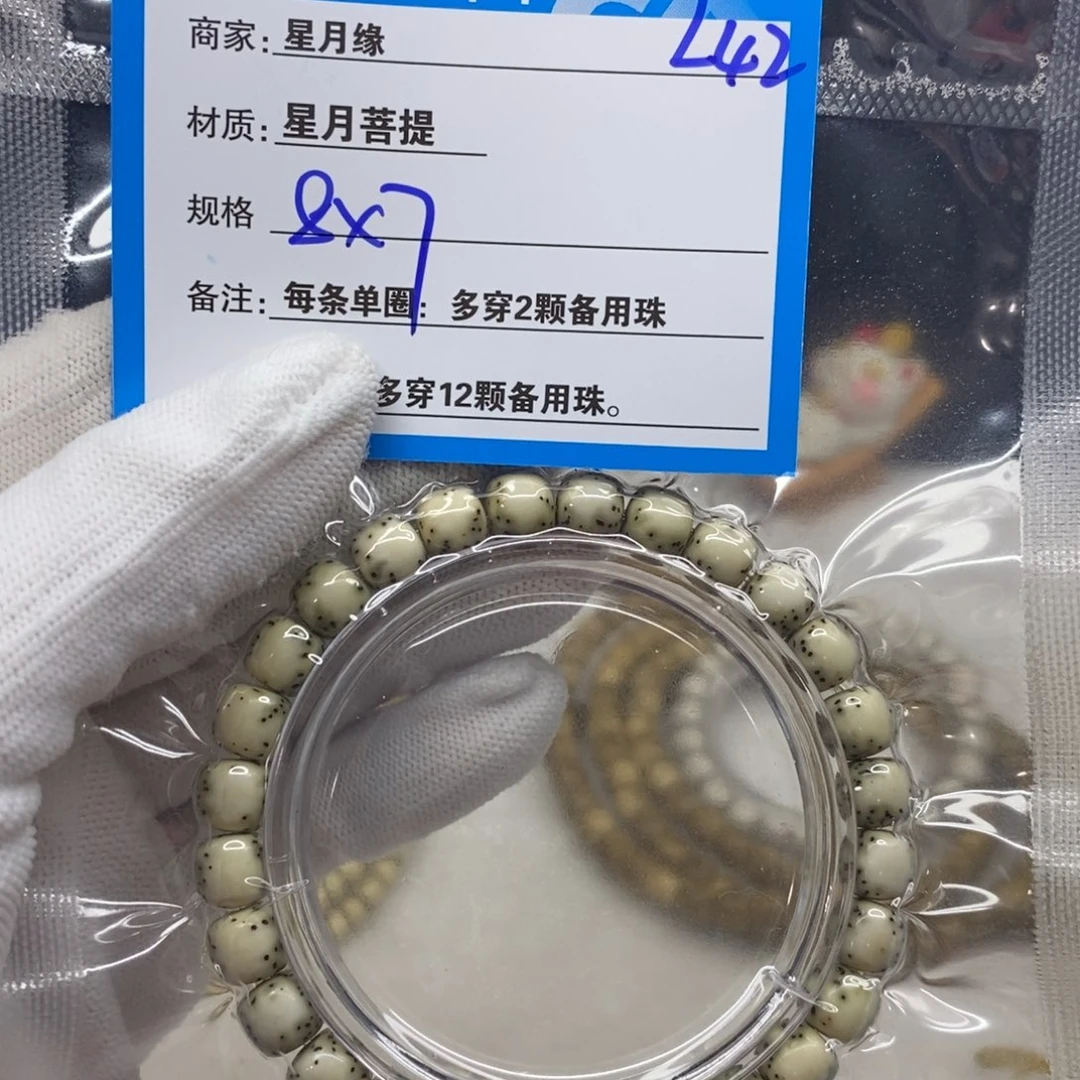 商家：星月缘 L42
材质：星月菩提
规格 8x7
备注：每条单圈：多穿2颗备用珠
多穿12颗备用珠。